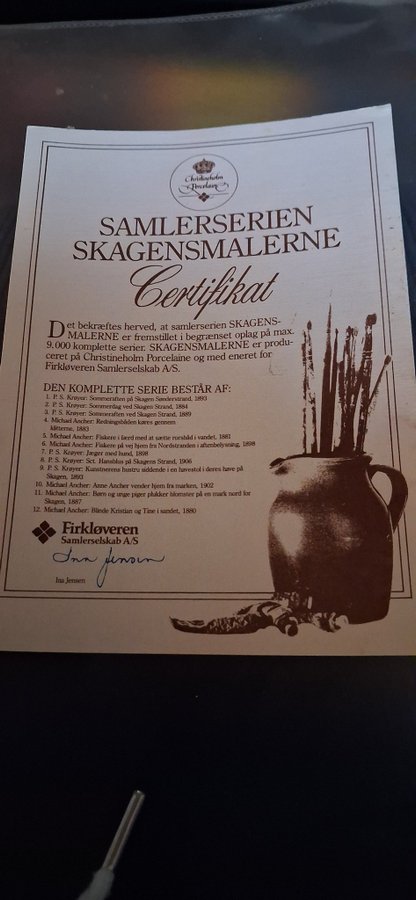 Christineholm
Porcelaine
SAMLERSERIEN
SKAGENSMALERNE
Certifikat
Det bekræftes herved, at samlerserien SKAGENS-
MALERNE er fremstillet i begrænset oplag på max.
9.000 komplette serier. SKAGENSMALERNE er produ-
ceret på Christineholm Porcelaine og med eneret for
Firkløveren Samlerselskab A/S.
DEN KOMPLETTE SERIE BESTÅR AF:
1. P. S. Krøyer: Sommeraften på Skagen Sønderstrand, 1893
2. P. S. Krøyer: Sommerdag ved Skagen Strand, 1884
3. P. S. Krøyer: Sommeraften ved Skagen Strand, 1889
4. Michael Ancher: Redningsbåden køres gennem
klitterne, 1883
5. Michael Ancher: Fiskere i færd med at sætte rorsbåd i vandet, 1881
6. Michael Ancher: Fiskere på vej hjem fra Nordstranden i aftenbelysning, 1898
7. P. S. Krøyer: Jæger med hund, 1898
8. P. S. Krøyer: Sct. Hansblus på Skagens Strand, 1906
9. P. S. Krøyer: Kunstnerens hustru siddende i en havestol i deres have på
Skagen, 1893
10. Michael Ancher: Anne Ancher vender hjem fra marken, 1902
11. Michael Ancher: Børn og unge piger plukker blomster på en mark nord for
Skagen, 1887
12. Michael Ancher: Blinde Kristian og Tine i sandet, 1880
Firkløveren
Samlerselskab A/S
Ina Jensen
Ina Jensen